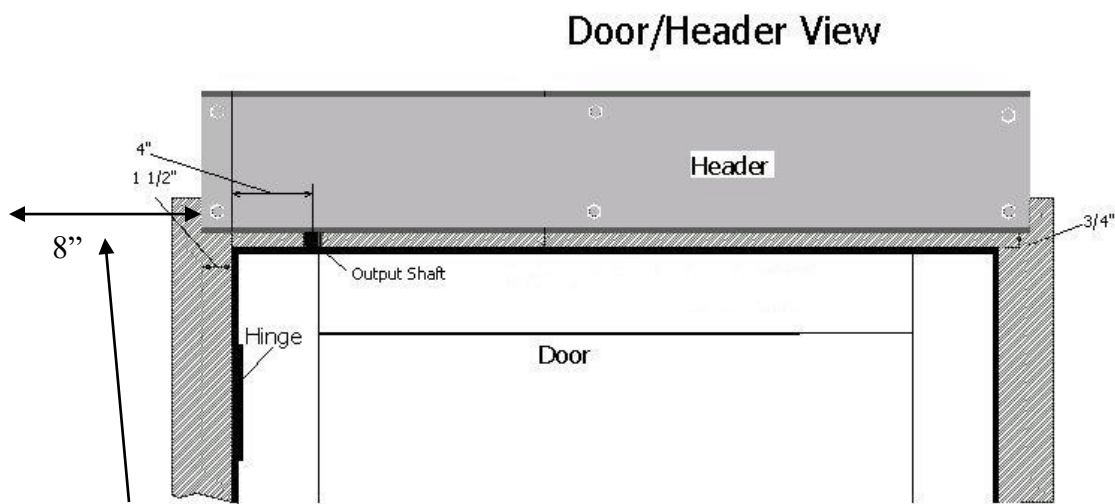 Door/Header View
4"
Header
1 1/2"
8”
3/4"
Output Shaft
Hinge
Door